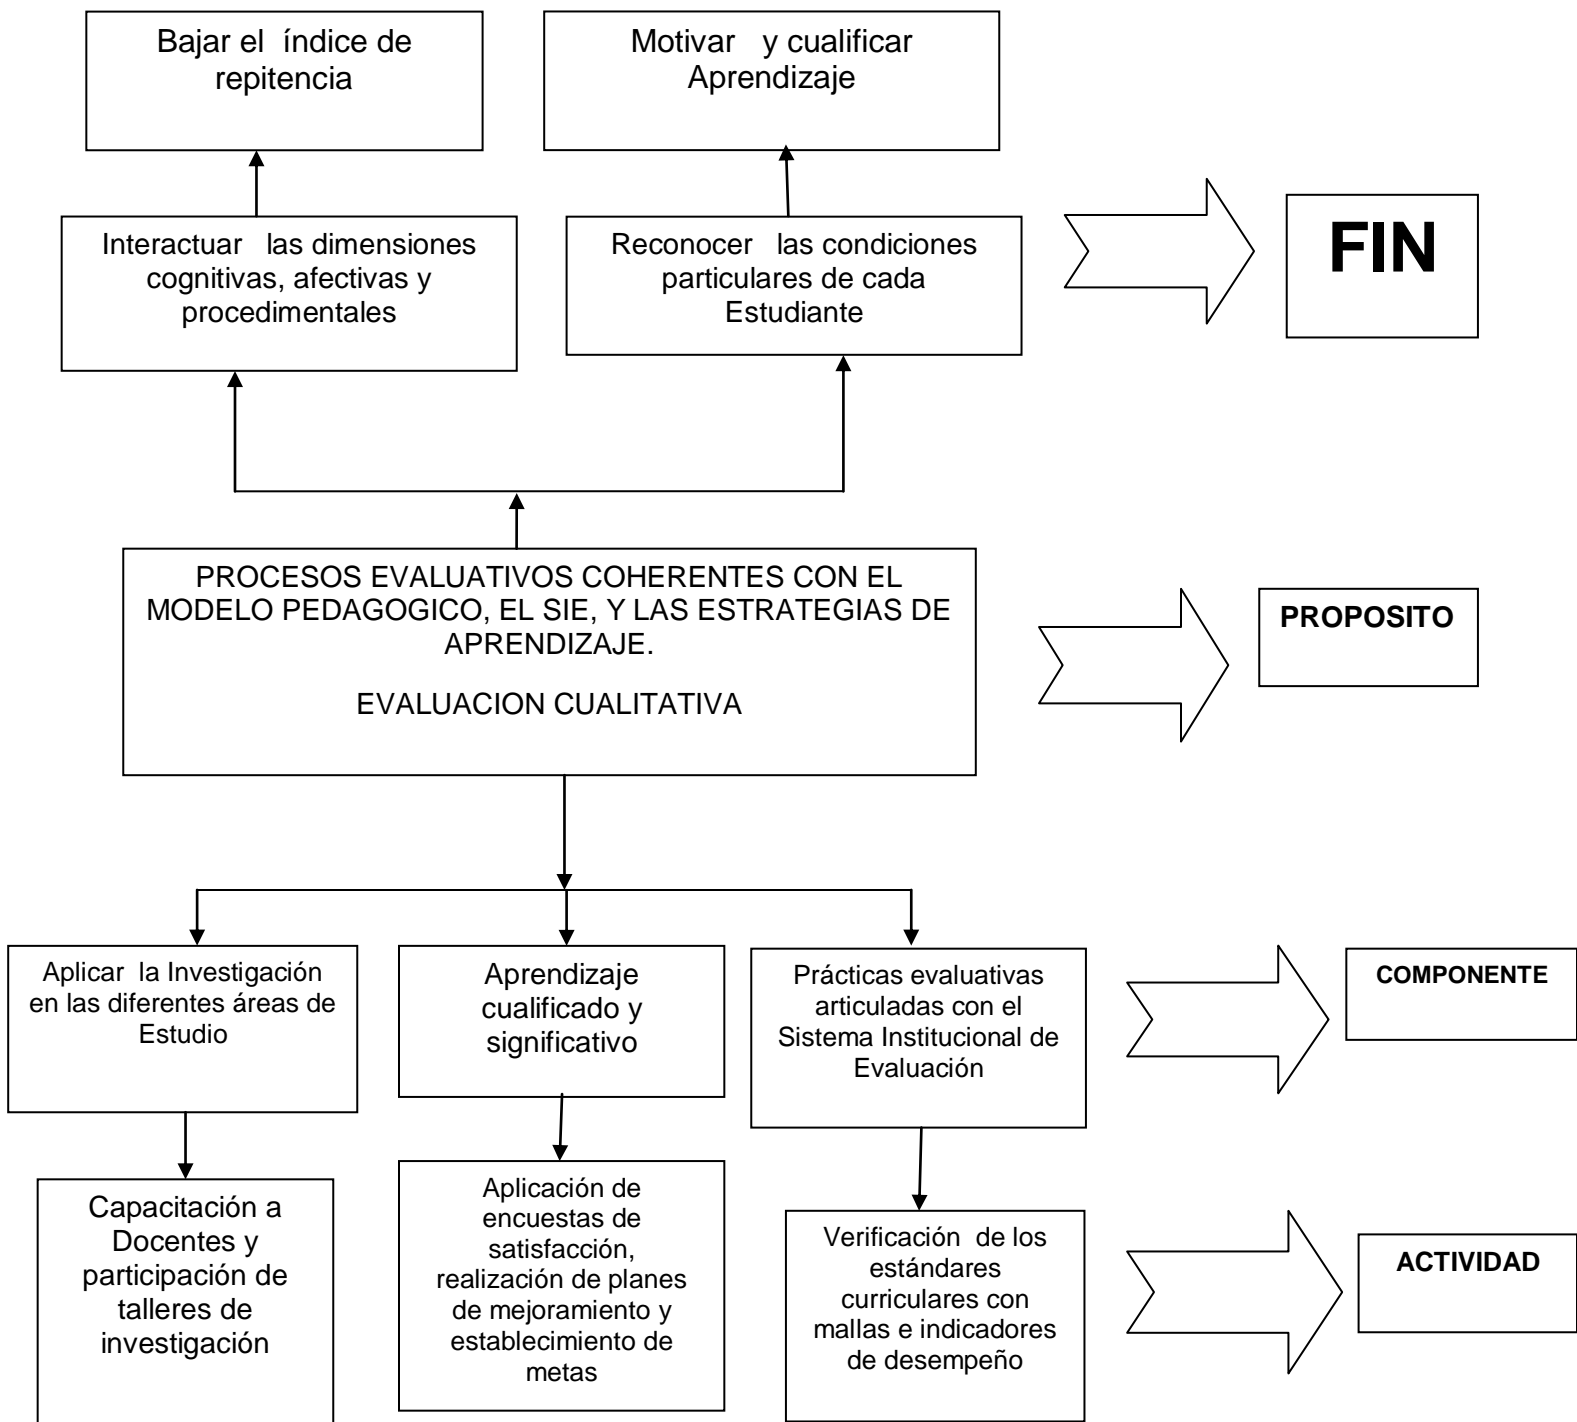 Bajar el índice de
repitencia
Motivar y cualificar
Aprendizaje
Interactuar las dimensiones
cognitivas, afectivas y
procedimentales
Reconocer las condiciones
particulares de cada
Estudiante
FIN
PROCESOS EVALUATIVOS COHERENTES CON EL
MODELO PEDAGOGICO, EL SIE, Y LAS ESTRATEGIAS DE
APRENDIZAJE.
EVALUACION CUALITATIVA
PROPOSITO
Aplicar la Investigación
en las diferentes áreas de
Estudio
Aprendizaje
cualificado y
significativo
Prácticas evaluativas
articuladas con el
Sistema Institucional de
Evaluación
COMPONENTE
Capacitación a
Docentes y
participación de
talleres de
investigación
Aplicación de
encuestas de
satisfacción,
realización de planes
de mejoramiento y
establecimiento de
metas
Verificación de los
estándares
curriculares con
mallas e indicadores
de desempeño
ACTIVIDAD